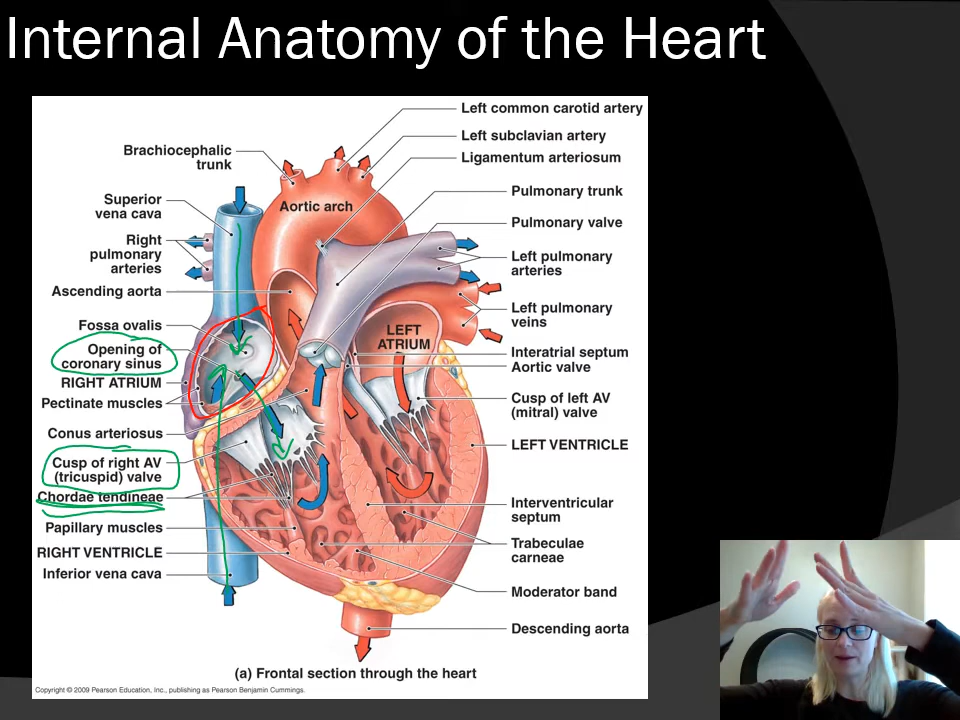 Internal Anatomy of the Heart
Left common carotid artery
Left subclavian artery
Ligamentum arteriosum
Pulmonary trunk
Pulmonary valve
Left pulmonary
arteries
Left pulmonary
veins
Interatrial septum
Aortic valve
Cusp of left AV
(mitral) valve
LEFT VENTRICLE
Interventricular
septum
Trabeculae
carneae
Moderator band
Descending aorta
Brachiocephalic
trunk
Superior
vena cava
Right
pulmonary
arteries
Ascending aorta
Fossa ovalis
Opening of
coronary sinus
RIGHT ATRIUM
Pectinate muscles
Conus arteriosus
Cusp of right AV
(tricuspid) valve
Chordae tendineae
Papillary muscles
RIGHT VENTRICLE
Inferior vena cava
Aortic arch
LEFT
ATRIUM
(a) Frontal section through the heart
Copyright © 2009 Pearson Education, Inc., publishing as Pearson Benjamin Cummings.